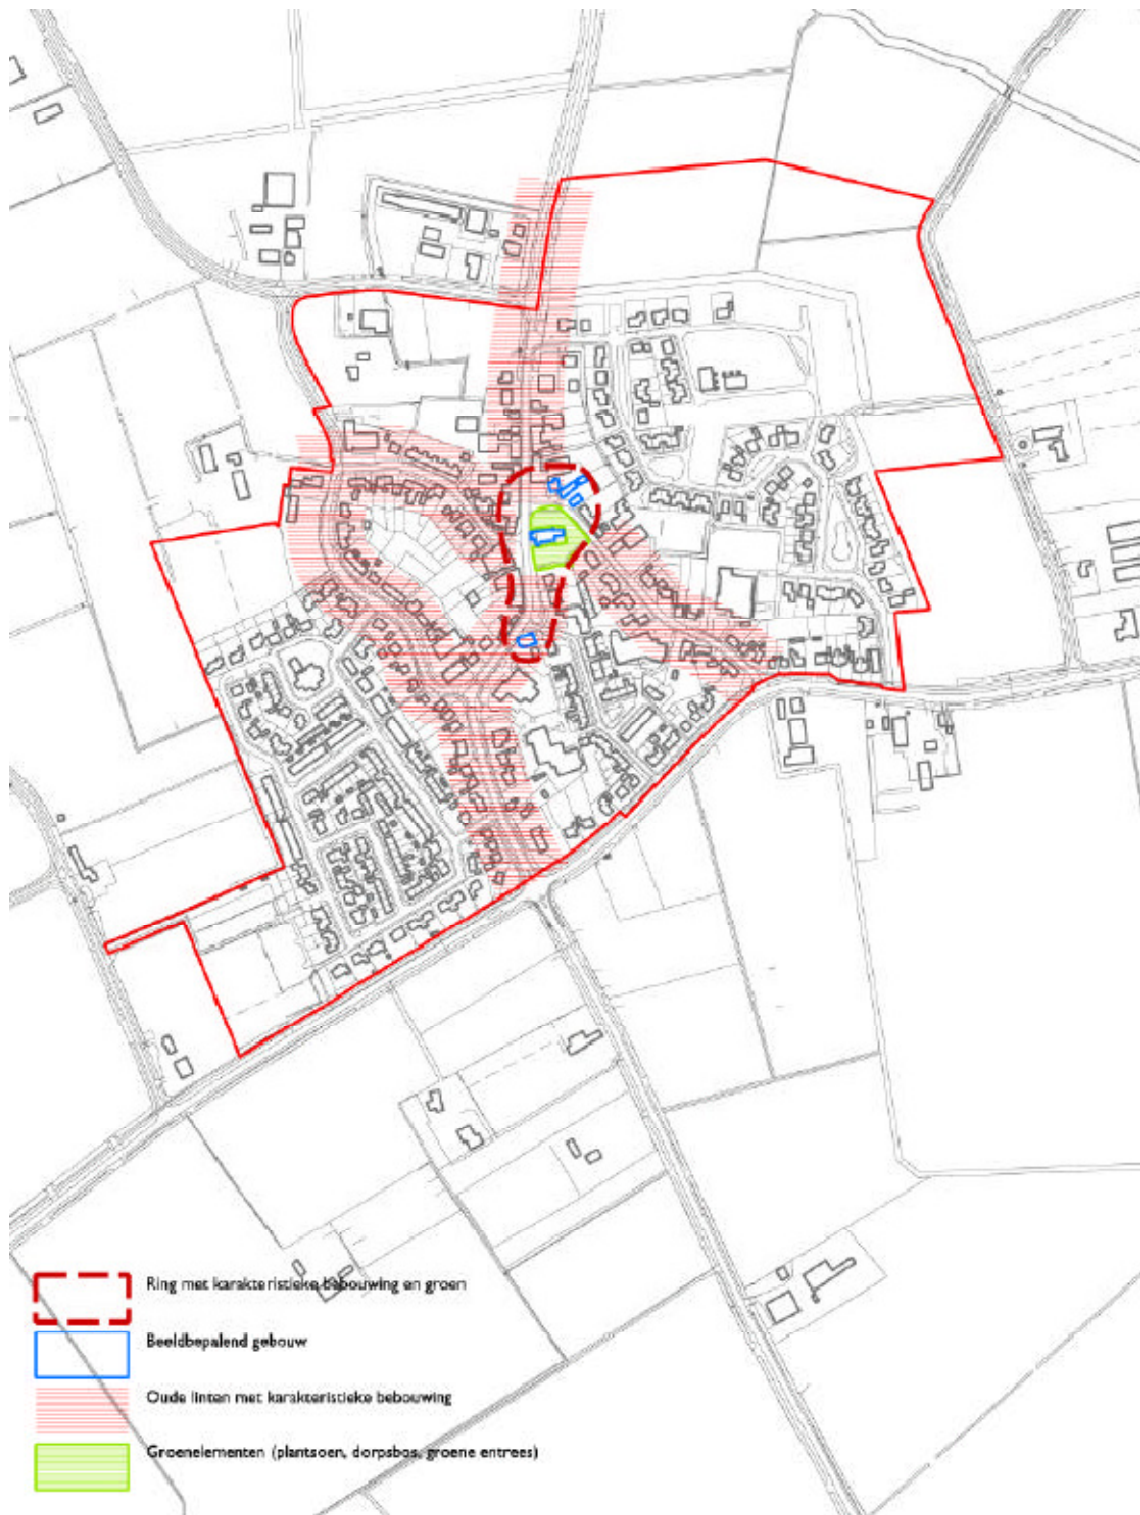 Ring met karakteristieke bebouwing en groen
Beeldbepalend gebouw
Oude linten met karakteristieke bebouwing
Groenelementen (plantsoen, dorpsbos, groene entrees)